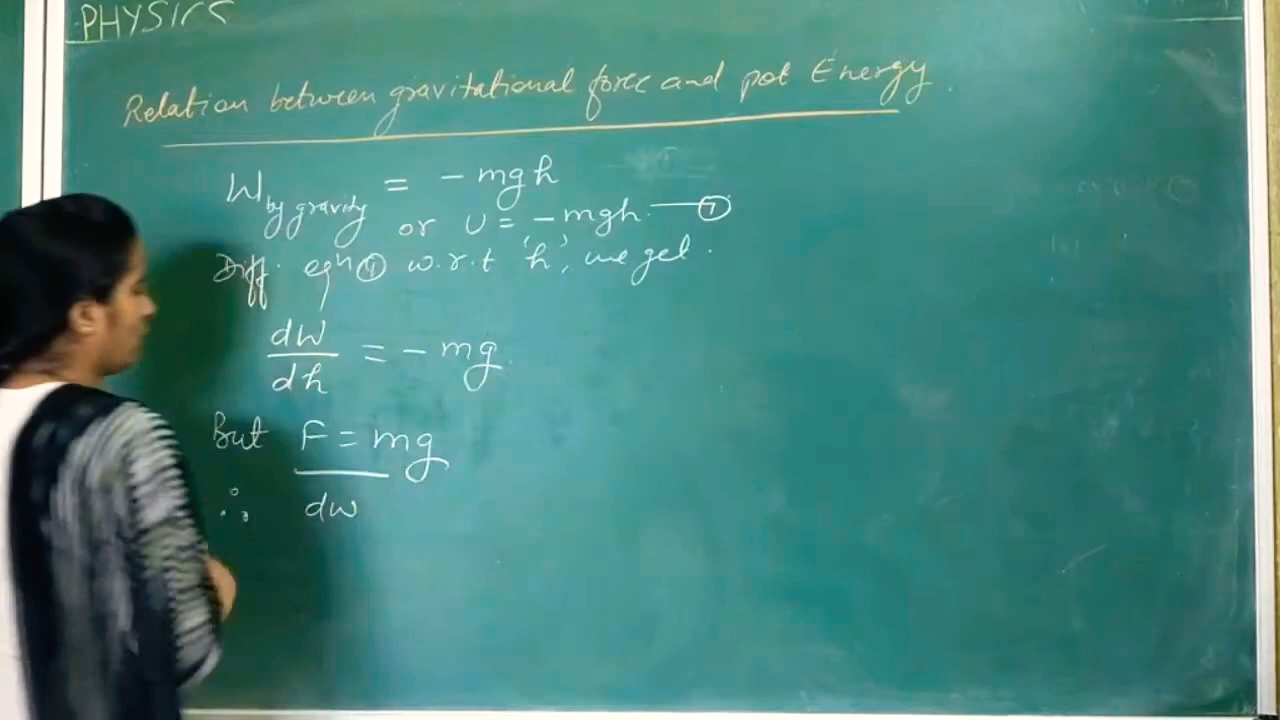 PHYSICS
Relation between gravitational force and pot Energy.
W by gravity = - mgh
or U = - mgh. ①
Diff. eqn ① w.r.t 'h', we get.
dW/dh = - mg.
But F = mg
∴ dw